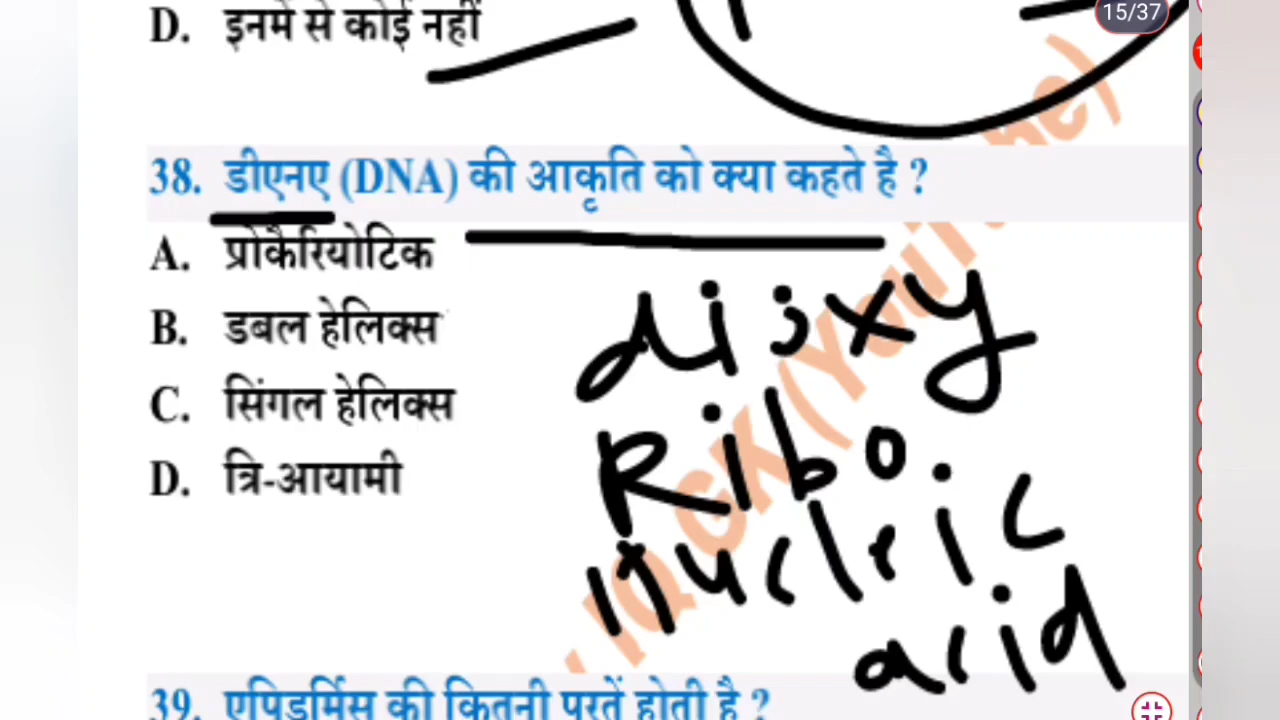 D. इनमे से कोई नहीं
15/37
38. डीएनए (DNA) की आकृति को क्या कहते है ?
A. प्रोकैरियोटिक
B. डबल हेलिक्स
C. सिंगल हेलिक्स
D. त्रि-आयामी
Ribo
nucleic
acid
39. एपिडर्मिस की कितनी परतें होती है ?